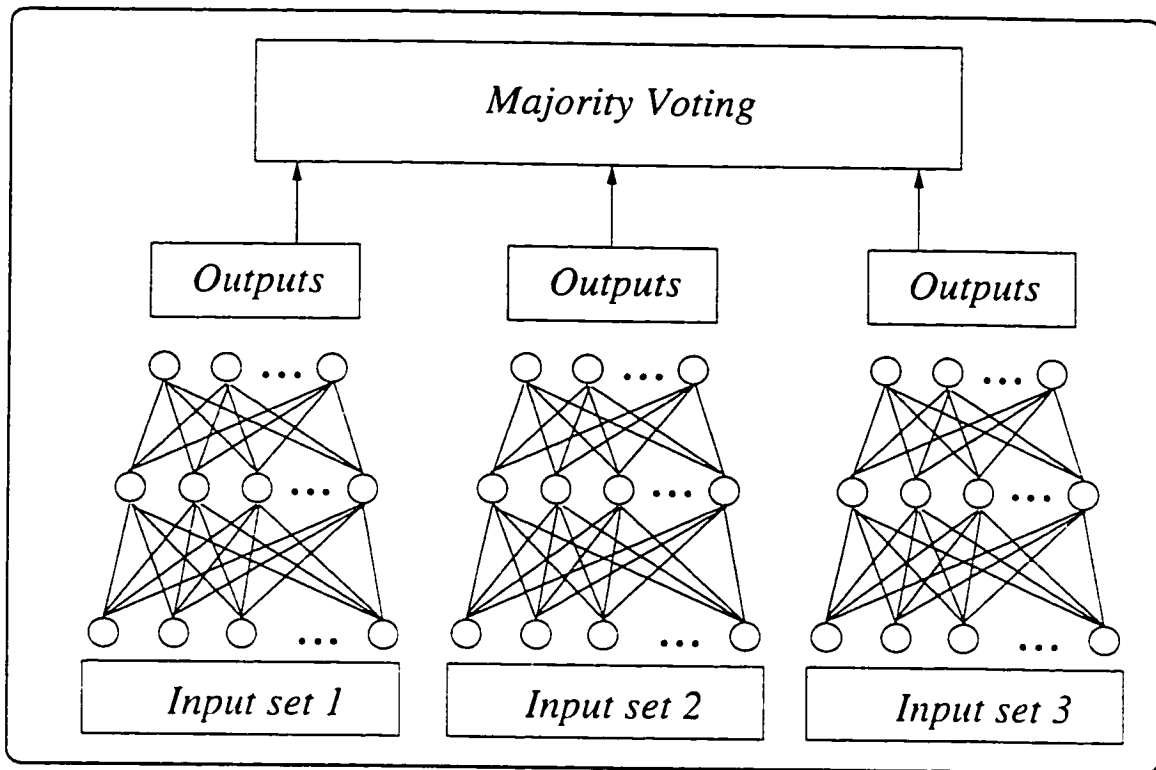 Majority Voting
Outputs
Outputs
Outputs
...
...
...
...
...
...
...
...
...
Input set 1
Input set 2
Input set 3